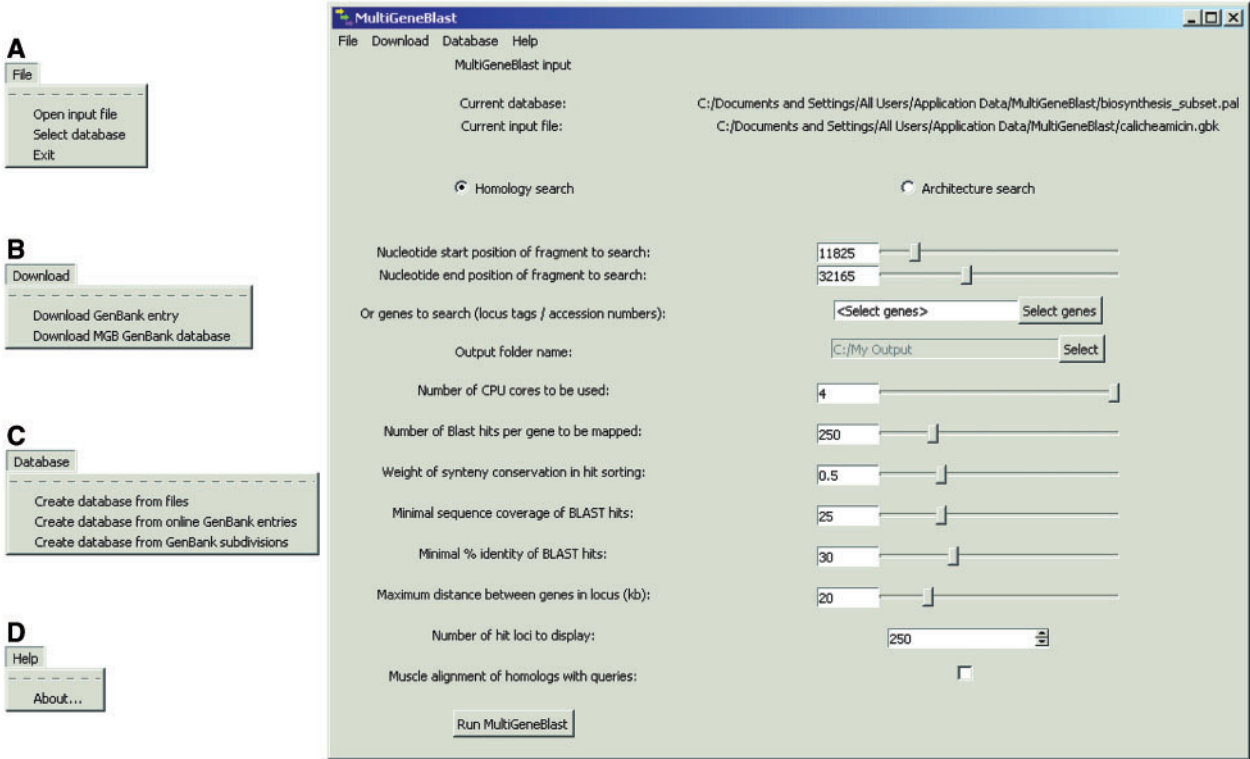 A
File
Open input file
Select database
Exit
B
Download
Download GenBank entry
Download MGB GenBank database
C
Database
Create database from files
Create database from online GenBank entries
Create database from GenBank subdivisions
D
Help
About...
MultiGeneBlast
File Download Database Help
MultiGeneBlast input
Current database: C:/Documents and Settings/All Users/Application Data/MultiGeneBlast/biosynthesis_subset.pal
Current input file: C:/Documents and Settings/All Users/Application Data/MultiGeneBlast/calicheamicin.gbk
Homology search Architecture search
Nucleotide start position of fragment to search: 11825
Nucleotide end position of fragment to search: 32165
Or genes to search (locus tags / accession numbers): <Select genes> Select genes
Output folder name: C:/My Output Select
Number of CPU cores to be used: 4
Number of Blast hits per gene to be mapped: 250
Weight of synteny conservation in hit sorting: 0.5
Minimal sequence coverage of BLAST hits: 25
Minimal % identity of BLAST hits: 30
Maximum distance between genes in locus (kb): 20
Number of hit loci to display: 250
Muscle alignment of homologs with queries:
Run MultiGeneBlast